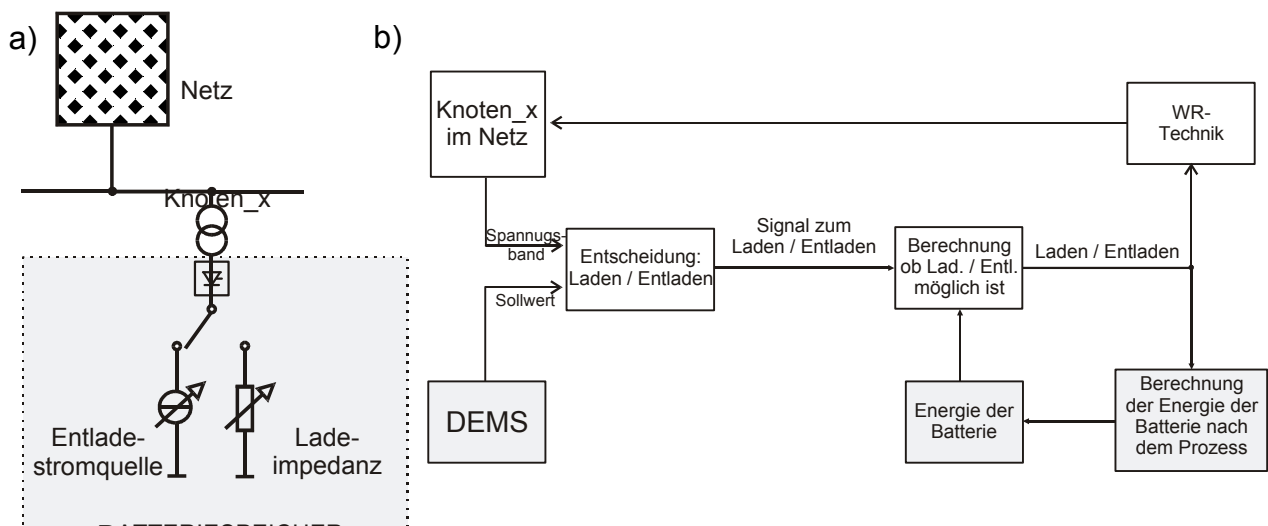 a)
Netz
Knoten_x
Entlade-
stromquelle
Lade-
impedanz
BATTERIESPEICHER
b)
Knoten_x
im Netz
WR-
Technik
Spannugs-
band
Sollwert
Entscheidung:
Laden / Entladen
Signal zum
Laden / Entladen
Berechnung
ob Lad. / Entl.
möglich ist
Laden / Entladen
DEMS
Energie der
Batterie
Berechnung
der Energie der
Batterie nach
dem Prozess